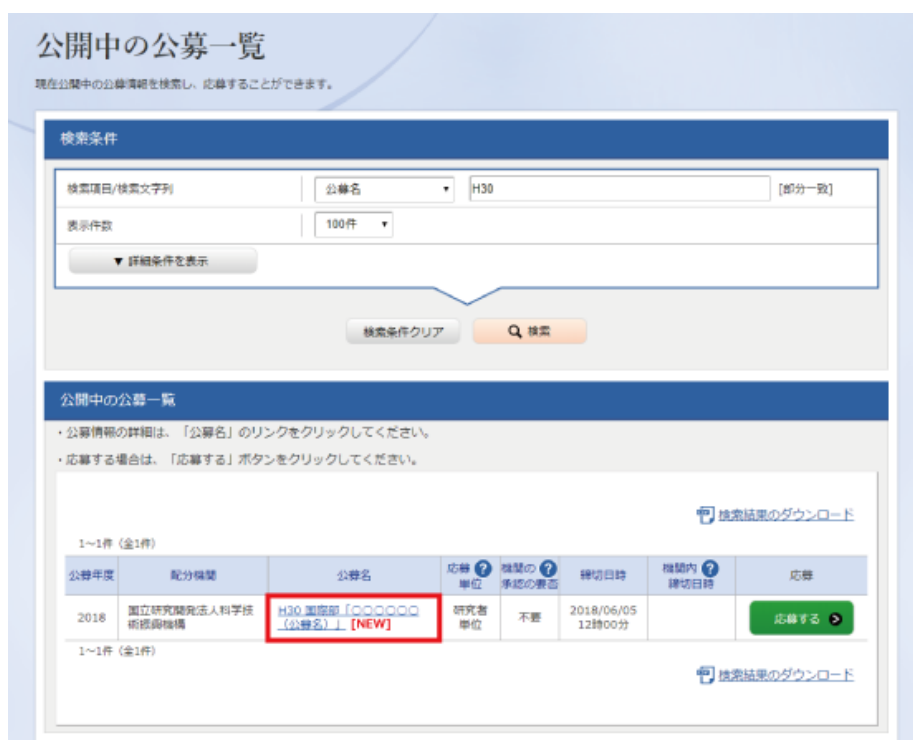 公開中の公募一覧
現在公開中の公募情報を検索し、応募することができます。
検索条件
検索項目/検索文字列 公募名 ▼ H30 [部分一致]
表示件数 100件 ▼
▼ 詳細条件を表示
検索条件クリア 検索
公開中の公募一覧
・公募情報の詳細は、「公募名」のリンクをクリックしてください。
・応募する場合は、「応募する」ボタンをクリックしてください。
検索結果のダウンロード
1～1件（全1件）
公募年度 配分機関 公募名 応募単位 ? 機関の承認の要否 ? 締切日時 機関内締切日時 ? 応募
2018 国立研究開発法人科学技術振興機構 H30 国際部「○○○○○○（公募名）」 [NEW] 研究者単位 不要 2018/06/05 12時00分 応募する
1～1件（全1件）
検索結果のダウンロード